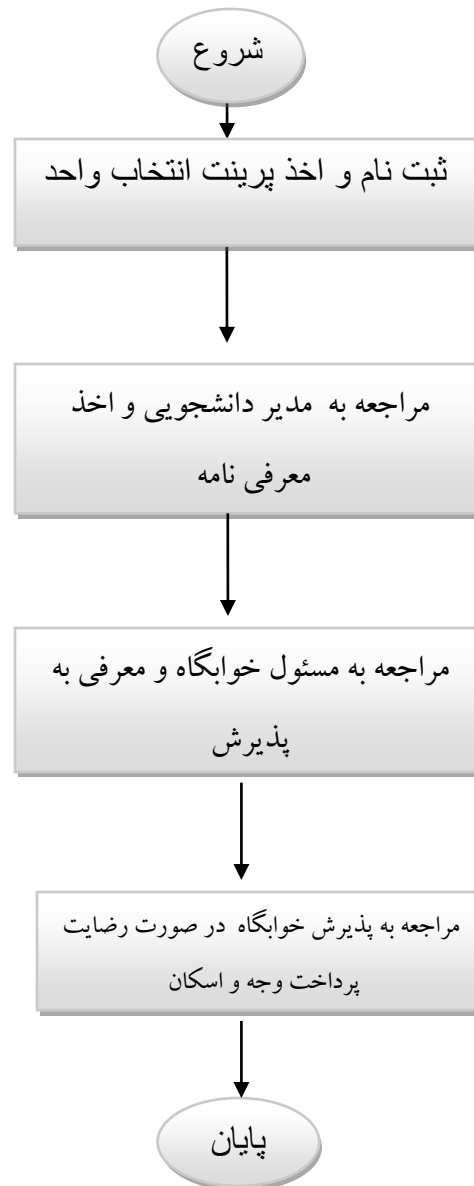 شروع
ثبت نام و اخذ پرینت انتخاب واحد
مراجعه به مدیر دانشجویی و اخذ
معرفی نامه
مراجعه به مسئول خوابگاه و معرفی به
پذیرش
مراجعه به پذیرش خوابگاه در صورت رضایت
پرداخت وجه و اسکان
پایان